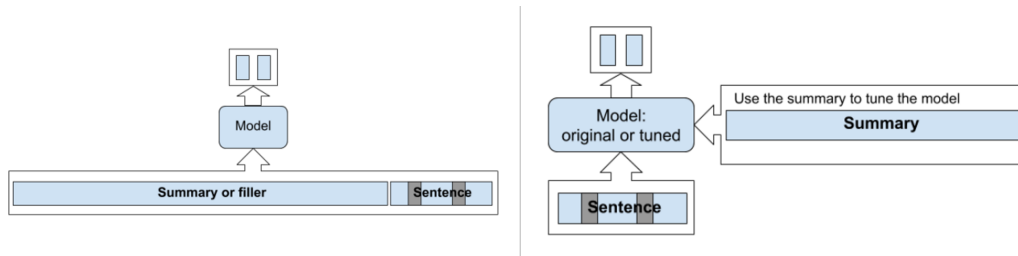 Model
Summary or filler
Sentence
Model:
original or tuned
Use the summary to tune the model
Summary
Sentence